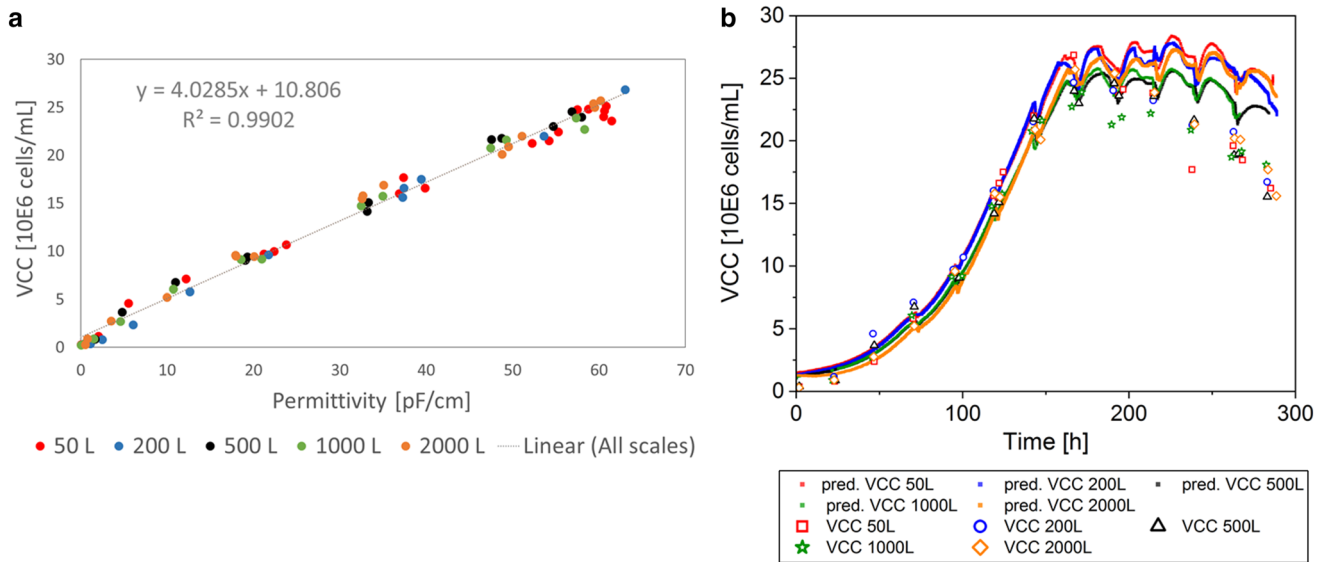 a
y = 4.0285x + 10.806
R² = 0.9902
VCC [10E6 cells/mL]
30
25
20
15
10
5
0
0 10 20 30 40 50 60 70
Permittivity [pF/cm]
50 L 200 L 500 L 1000 L 2000 L Linear (All scales)
b
VCC [10E6 cells/mL]
30
25
20
15
10
5
0
0 100 200 300
Time [h]
pred. VCC 50L pred. VCC 200L pred. VCC 500L
pred. VCC 1000L pred. VCC 2000L
VCC 50L VCC 200L VCC 500L
VCC 1000L VCC 2000L